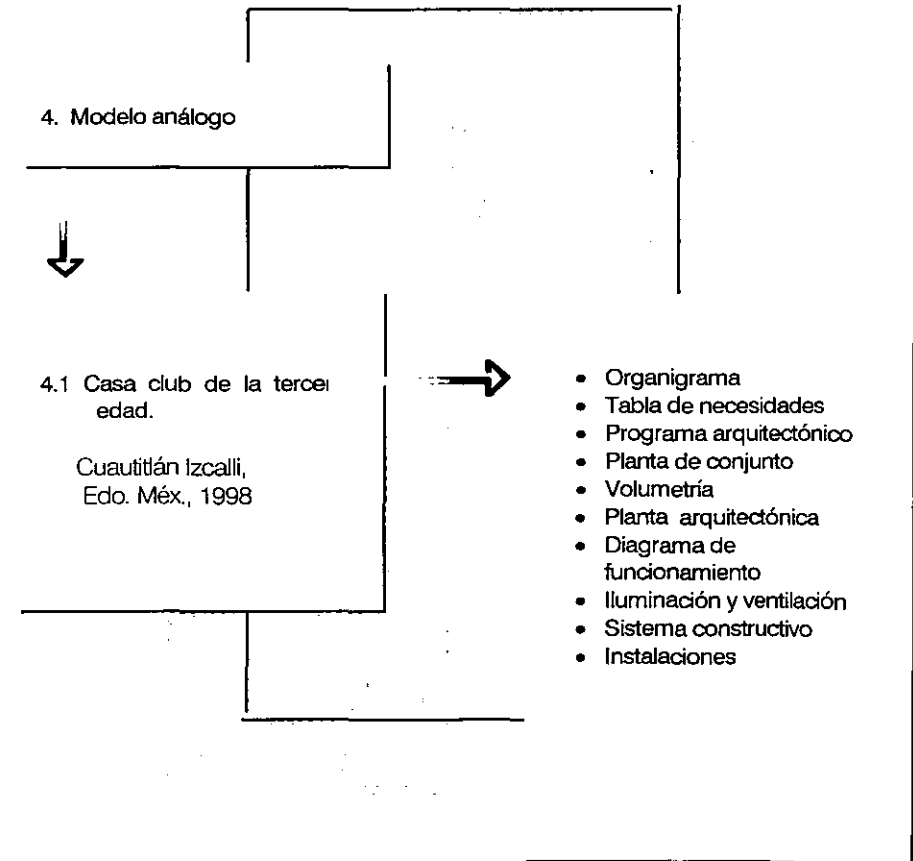 4. Modelo análogo
4.1 Casa club de la tercer
edad.
Cuautitlán Izcalli,
Edo. Méx., 1998
• Organigrama
• Tabla de necesidades
• Programa arquitectónico
• Planta de conjunto
• Volumetría
• Planta arquitectónica
• Diagrama de
funcionamiento
• Iluminación y ventilación
• Sistema constructivo
• Instalaciones